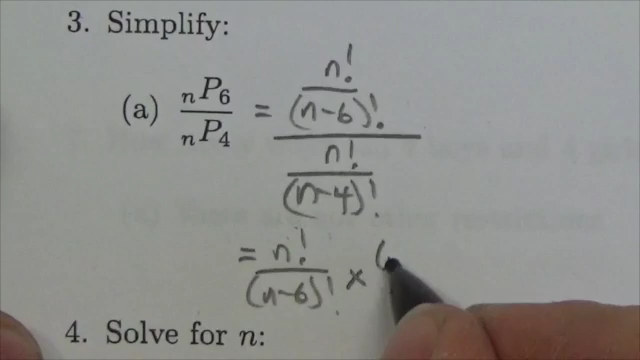 3. Simplify:
(a) nP6 / nP4 = (n! / (n-6)!) / (n! / (n-4)!)
= n! / (n-6)! × (
4. Solve for n: